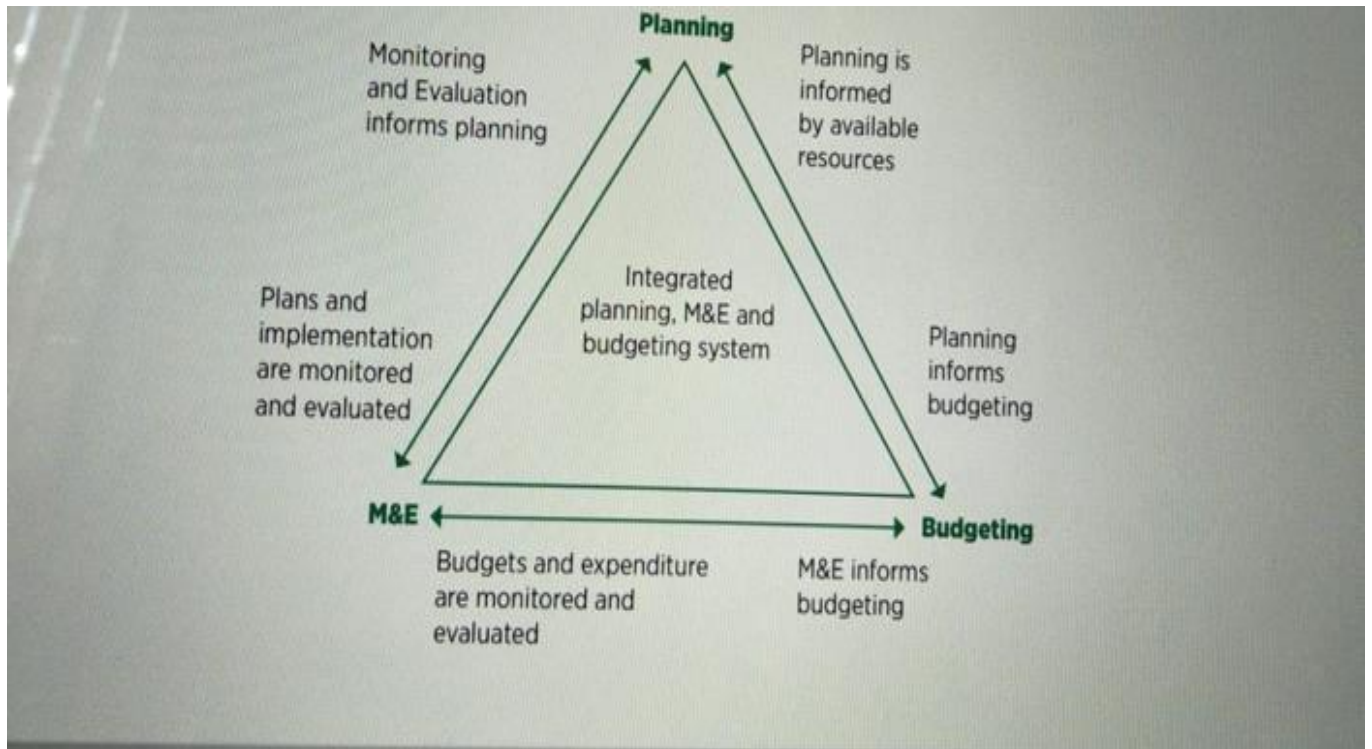 Planning
Monitoring
and Evaluation
informs planning
Planning is
informed
by available
resources
Integrated
planning, M&E and
budgeting system
Plans and
implementation
are monitored
and evaluated
Planning
informs
budgeting
M&E
Budgeting
Budgets and expenditure
are monitored and
evaluated
M&E informs
budgeting